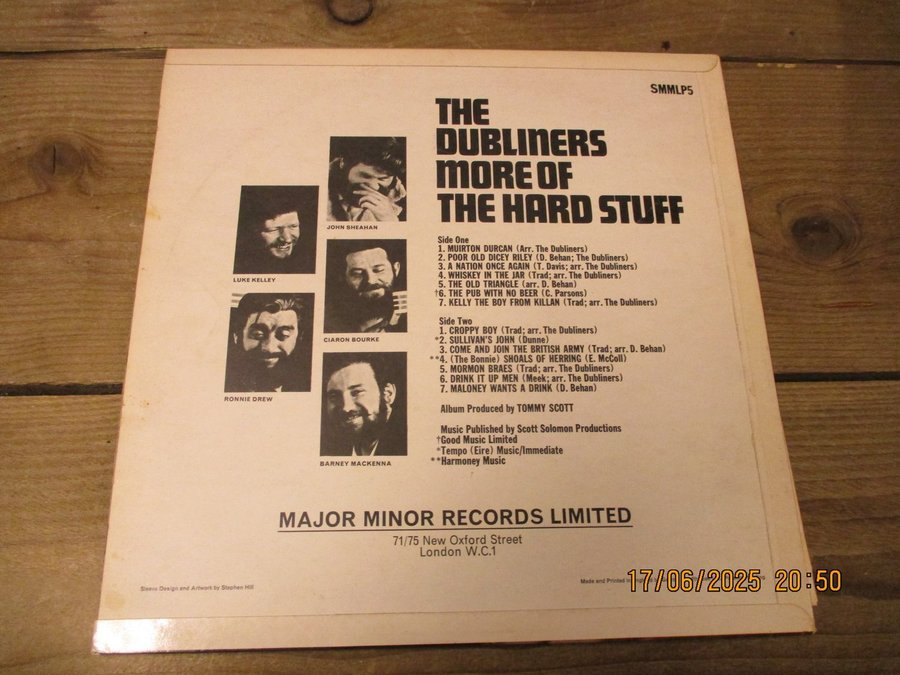 SMMLP5
THE
DUBLINERS
MORE OF
THE HARD STUFF
JOHN SHEAHAN
LUKE KELLEY
CIARON BOURKE
RONNIE DREW
BARNEY MACKENNA
Side One
1. MUIRTON DURCAN (Arr. The Dubliners)
2. POOR OLD DICEY RILEY (D. Behan; The Dubliners)
3. A NATION ONCE AGAIN (T. Davis; arr. The Dubliners)
4. WHISKEY IN THE JAR (Trad; arr. The Dubliners)
5. THE OLD TRIANGLE (arr. D. Behan)
†6. THE PUB WITH NO BEER (C. Parsons)
7. KELLY THE BOY FROM KILLAN (Trad; arr. The Dubliners)
Side Two
1. CROPPY BOY (Trad; arr. The Dubliners)
*2. SULLIVAN'S JOHN (Dunne)
3. COME AND JOIN THE BRITISH ARMY (Trad; arr. D. Behan)
**4. (The Bonnie) SHOALS OF HERRING (E. McColl)
5. MORMON BRAES (Trad; arr. The Dubliners)
6. DRINK IT UP MEN (Meek; arr. The Dubliners)
7. MALONEY WANTS A DRINK (D. Behan)
Album Produced by TOMMY SCOTT
Music Published by Scott Solomon Productions
†Good Music Limited
*Tempo (Eire) Music/Immediate
**Harmoney Music
MAJOR MINOR RECORDS LIMITED
71/75 New Oxford Street
London W.C.1
Sleeve Design and Artwork by Stephen Hill
Made and Printed in
17/06/2025 20:50